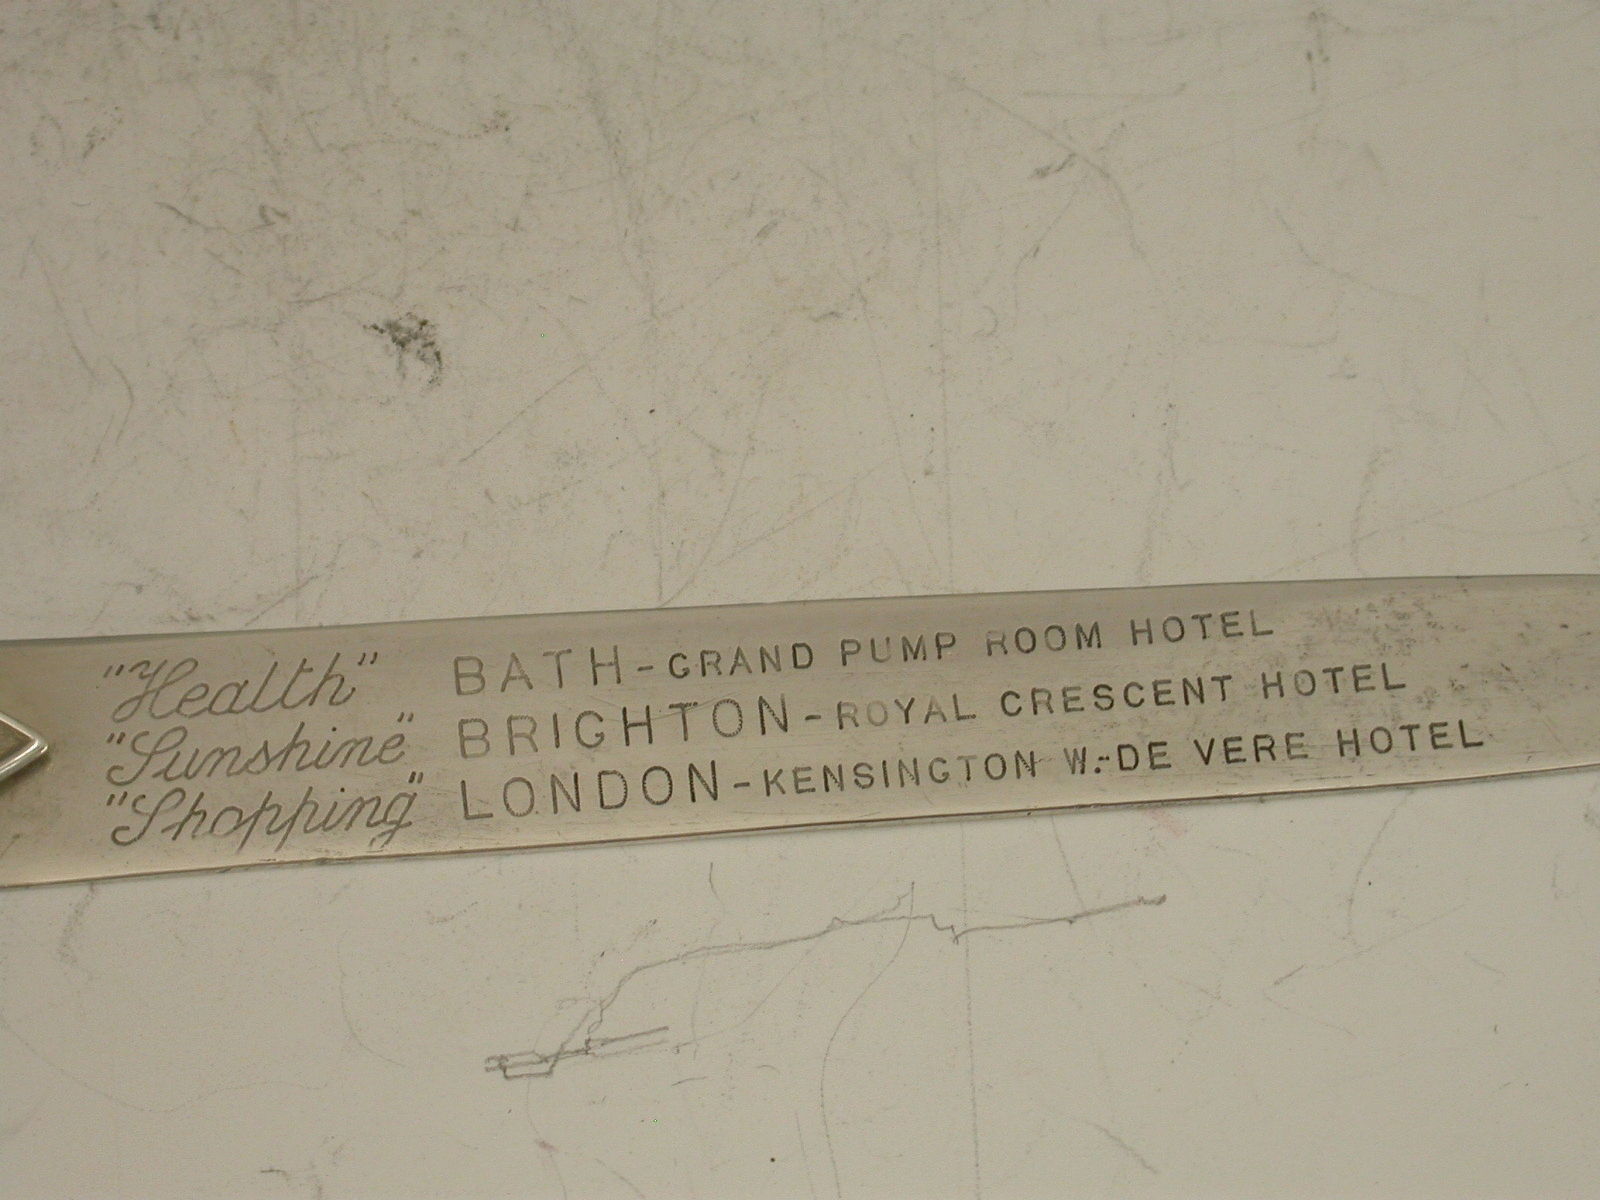 "Health" BATH-GRAND PUMP ROOM HOTEL
"Sunshine" BRIGHTON-ROYAL CRESCENT HOTEL
"Shopping" LONDON-KENSINGTON W.-DE VERE HOTEL